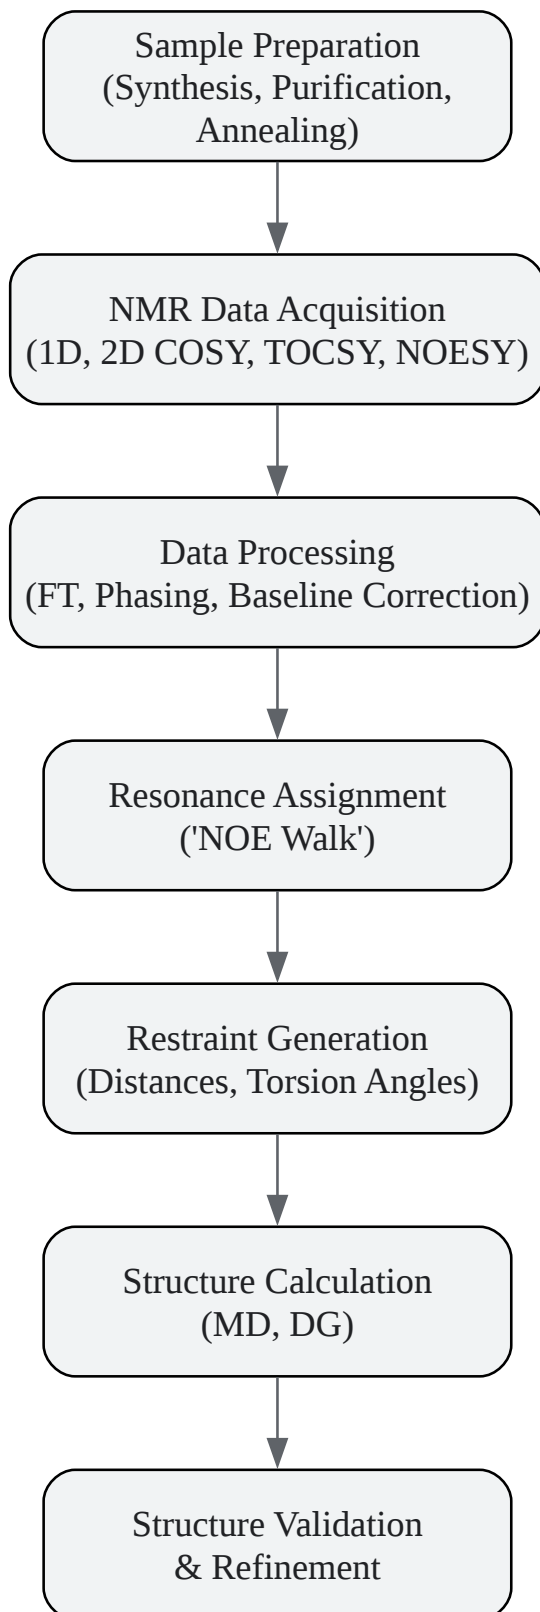 Sample Preparation
(Synthesis, Purification,
Annealing)
NMR Data Acquisition
(1D, 2D COSY, TOCSY, NOESY)
Data Processing
(FT, Phasing, Baseline Correction)
Resonance Assignment
('NOE Walk')
Restraint Generation
(Distances, Torsion Angles)
Structure Calculation
(MD, DG)
Structure Validation
& Refinement